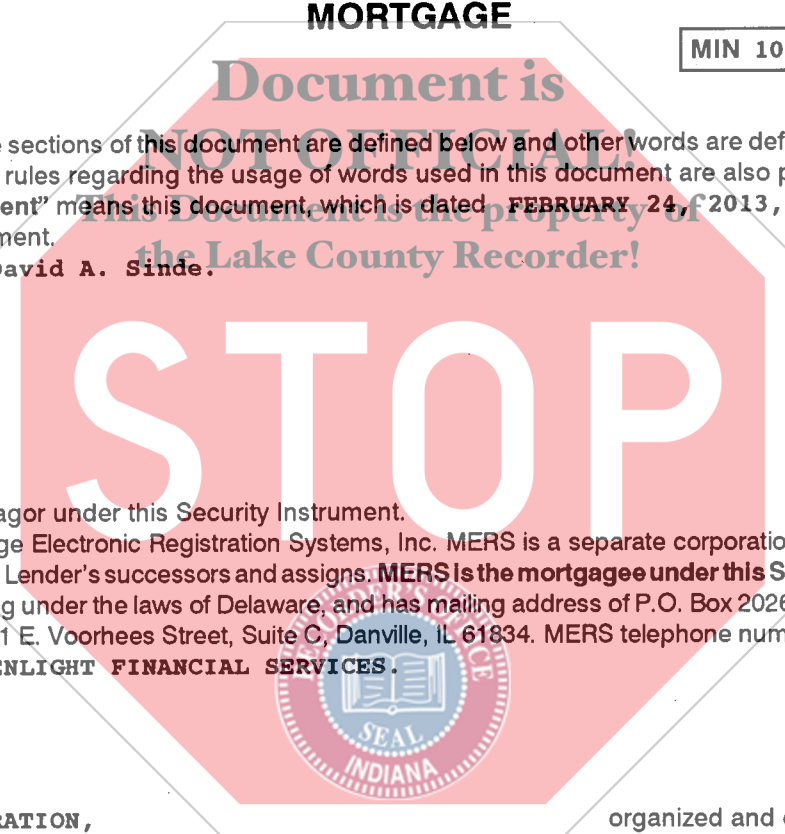 MORTGAGE
MIN 10
Document is
sections of this document are defined below and other words are def
NOT OFFICIAL!
rules regarding the usage of words used in this document are also p
ent” means this document, which is dated FEBRUARY 24, 2013,
This Document is the property of
ment.
the Lake County Recorder!
David A. Sinde.
STOP
agor under this Security Instrument.
ge Electronic Registration Systems, Inc. MERS is a separate corporatio
Lender's successors and assigns. MERS is the mortgagee under this S
g under the laws of Delaware, and has mailing address of P.O. Box 2026
1 E. Voorhees Street, Suite C, Danville, IL 61834. MERS telephone num
ENLIGHT FINANCIAL SERVICES.
RECORDER'S OFFICE
SEAL
INDIANA
RATION,
organized and